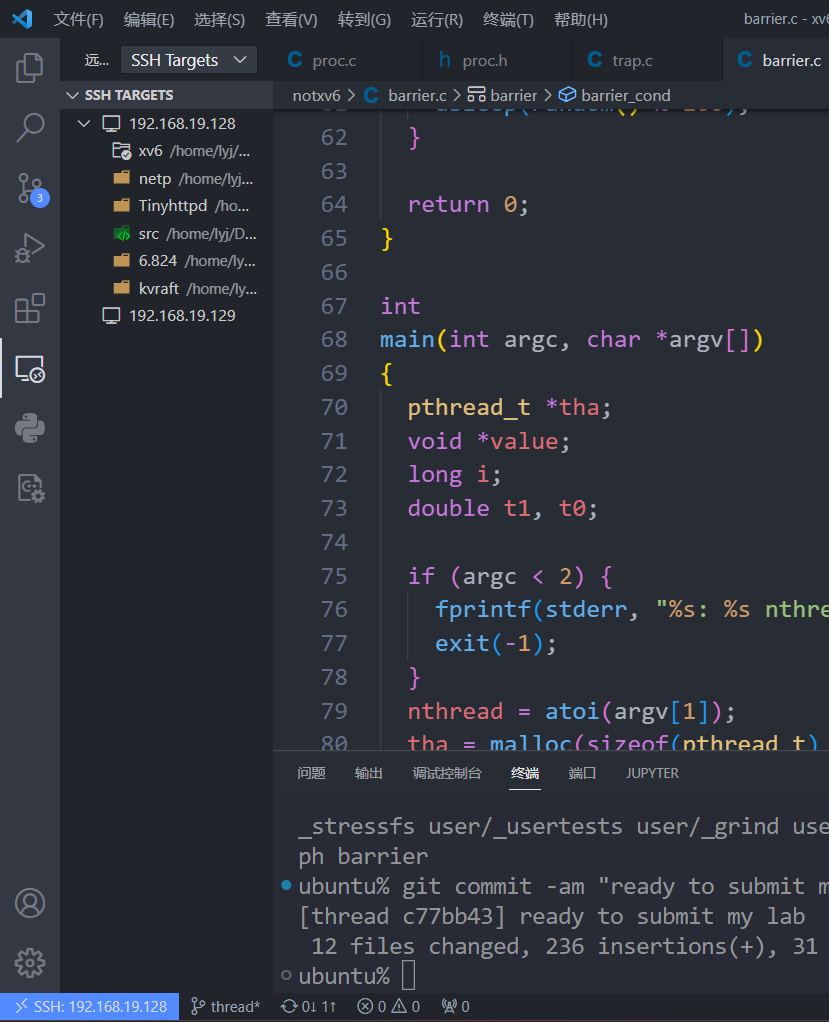 文件(F) 编辑(E) 选择(S) 查看(V) 转到(G) 运行(R) 终端(T) 帮助(H) barrier.c - xv6
远... SSH Targets
C proc.c h proc.h C trap.c C barrier.c
SSH TARGETS
notxv6 > C barrier.c > barrier > barrier_cond
192.168.19.128
xv6 /home/lyj/...
netp /home/lyj...
Tinyhttpd /ho...
src /home/lyj/D...
6.824 /home/ly...
kvraft /home/ly...
192.168.19.129
3
62 }
63
64 return 0;
65 }
66
67 int
68 main(int argc, char *argv[])
69 {
70 pthread_t *tha;
71 void *value;
72 long i;
73 double t1, t0;
74
75 if (argc < 2) {
76 fprintf(stderr, "%s: %s nthre
77 exit(-1);
78 }
79 nthread = atoi(argv[1]);
80 tha = malloc(sizeof(pthread_t)
问题 输出 调试控制台 终端 端口 JUPYTER
_stressfs user/_usertests user/_grind use
ph barrier
ubuntu% git commit -am "ready to submit m
[thread c77bb43] ready to submit my lab
12 files changed, 236 insertions(+), 31
ubuntu%
SSH: 192.168.19.128 thread* 0↓ 1↑ 0 0 0